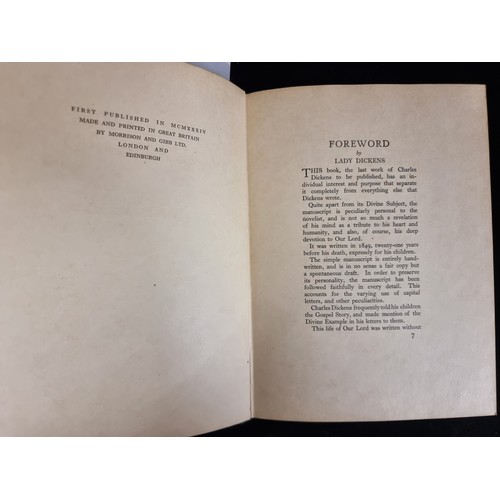 FIRST PUBLISHED IN MCMXXXIV
MADE AND PRINTED IN GREAT BRITAIN
BY MORRISON AND GIBB LTD.
LONDON AND
EDINBURGH
FOREWORD
by
LADY DICKENS
THIS book, the last work of Charles
Dickens to be published, has an in-
dividual interest and purpose that separate
it completely from everything else that
Dickens wrote.
Quite apart from its Divine Subject, the
manuscript is peculiarly personal to the
novelist, and is not so much a revelation
of his mind as a tribute to his heart and
humanity, and also, of course, his deep
devotion to Our Lord.
It was written in 1849, twenty-one years
before his death, expressly for his children.
The simple manuscript is entirely hand-
written, and is in no sense a fair copy but
a spontaneous draft. In order to preserve
its personality, the manuscript has been
followed faithfully in every detail. This
accounts for the varying use of capital
letters, and other peculiarities.
Charles Dickens frequently told his children
the Gospel Story, and made mention of the
Divine Example in his letters to them.
This life of Our Lord was written without
7